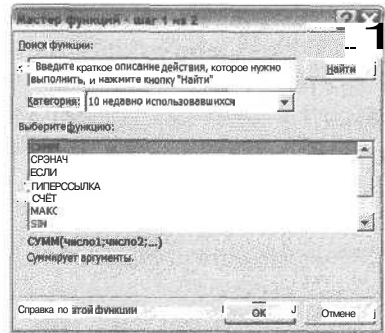 Мастер функций - шаг 1 из 2
Поиск функции:
Введите краткое описание действия, которое нужно
выполнить, и нажмите кнопку "Найти"
Найти
Категория: 10 недавно использовавшихся
Выберите функцию:
СРЗНАЧ
ЕСЛИ
ГИПЕРССЫЛКА
СЧЁТ
МАКС
SIN
СУММ(число1;число2;...)
Суммирует аргументы.
Справка по этой функции
OK
Отмене